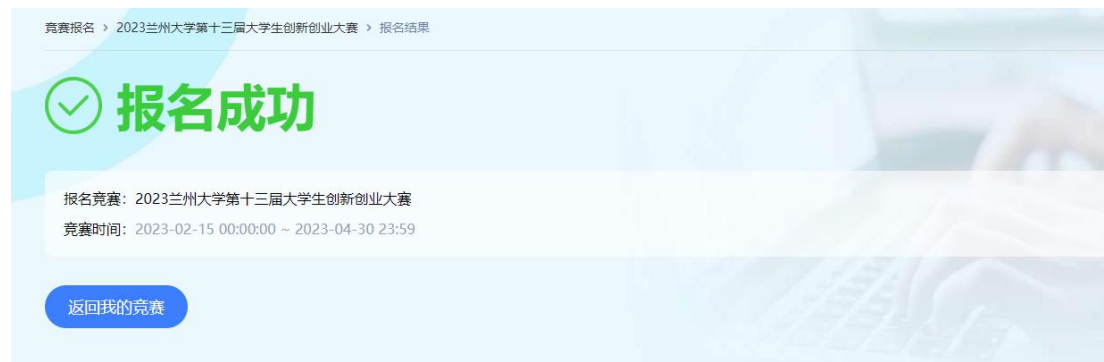 竞赛报名 > 2023兰州大学第十三届大学生创新创业大赛 > 报名结果
报名成功
报名竞赛：2023兰州大学第十三届大学生创新创业大赛
竞赛时间：2023-02-15 00:00:00 ~ 2023-04-30 23:59
返回我的竞赛